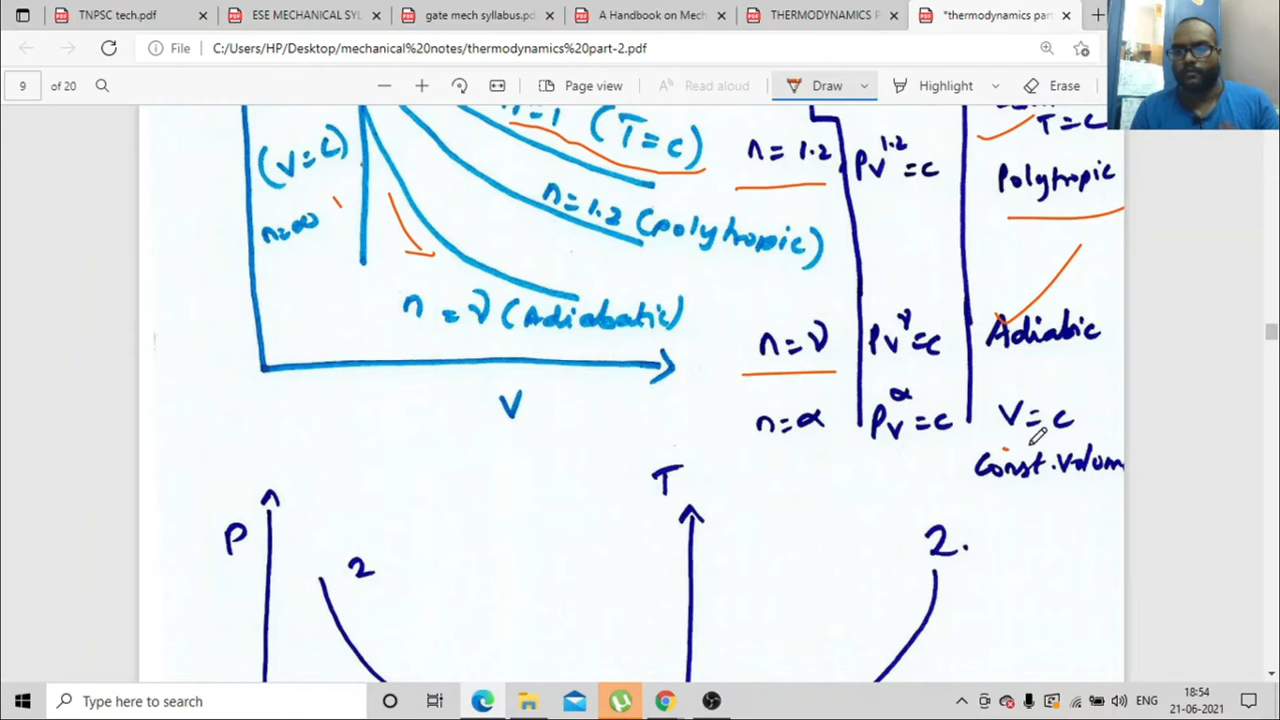 TNPSC tech.pdf
ESE MECHANICAL SYL
gate mech syllabus.pd
A Handbook on Mech
THERMODYNAMICS P
*thermodynamics par
File
C:/Users/HP/Desktop/mechanical%20notes/thermodynamics%20part-2.pdf
9 of 20
Page view
Read aloud
Draw
Highlight
Erase
n=1 (T=c)
n=1.2 (polytropic)
n = γ (Adiabatic)
(V=C)
n=∞
V
T=C
n=1.2 PV^1.2 =C Polytropic
n=γ PV^γ=C Adiabic
n=α PV^α=C V=C
Const.Volum
P
2
T
2.
Type here to search
ENG
18:54
21-06-2021